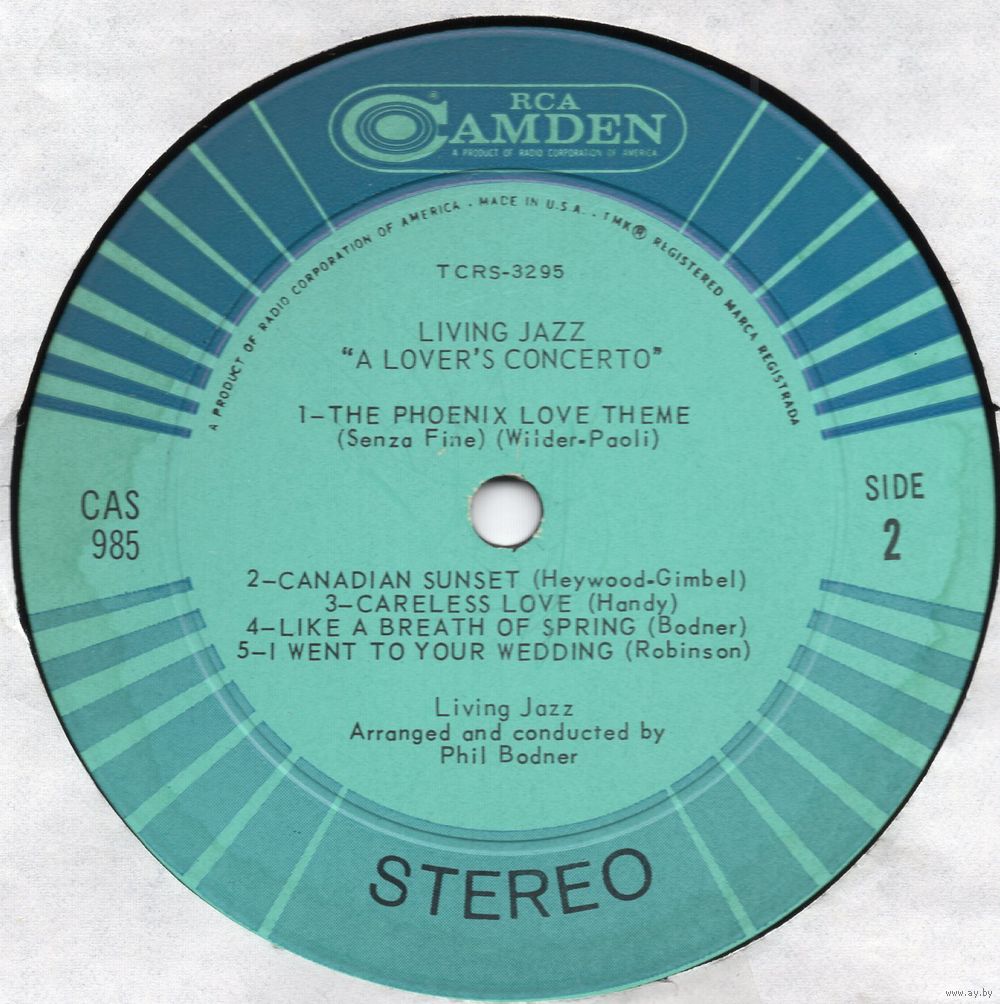 RCA
CAMDEN®
A PRODUCT OF RADIO CORPORATION OF AMERICA
A PRODUCT OF RADIO CORPORATION OF AMERICA · MADE IN U.S.A. · TMK® REGISTERED MARCA REGISTRADA
TCRS-3295
LIVING JAZZ
“A LOVER'S CONCERTO”
1–THE PHOENIX LOVE THEME
(Senza Fine) (Wilder-Paoli)
CAS
985
SIDE
2
2–CANADIAN SUNSET (Heywood-Gimbel)
3–CARELESS LOVE (Handy)
4–LIKE A BREATH OF SPRING (Bodner)
5–I WENT TO YOUR WEDDING (Robinson)
Living Jazz
Arranged and conducted by
Phil Bodner
STEREO
www.ay.by